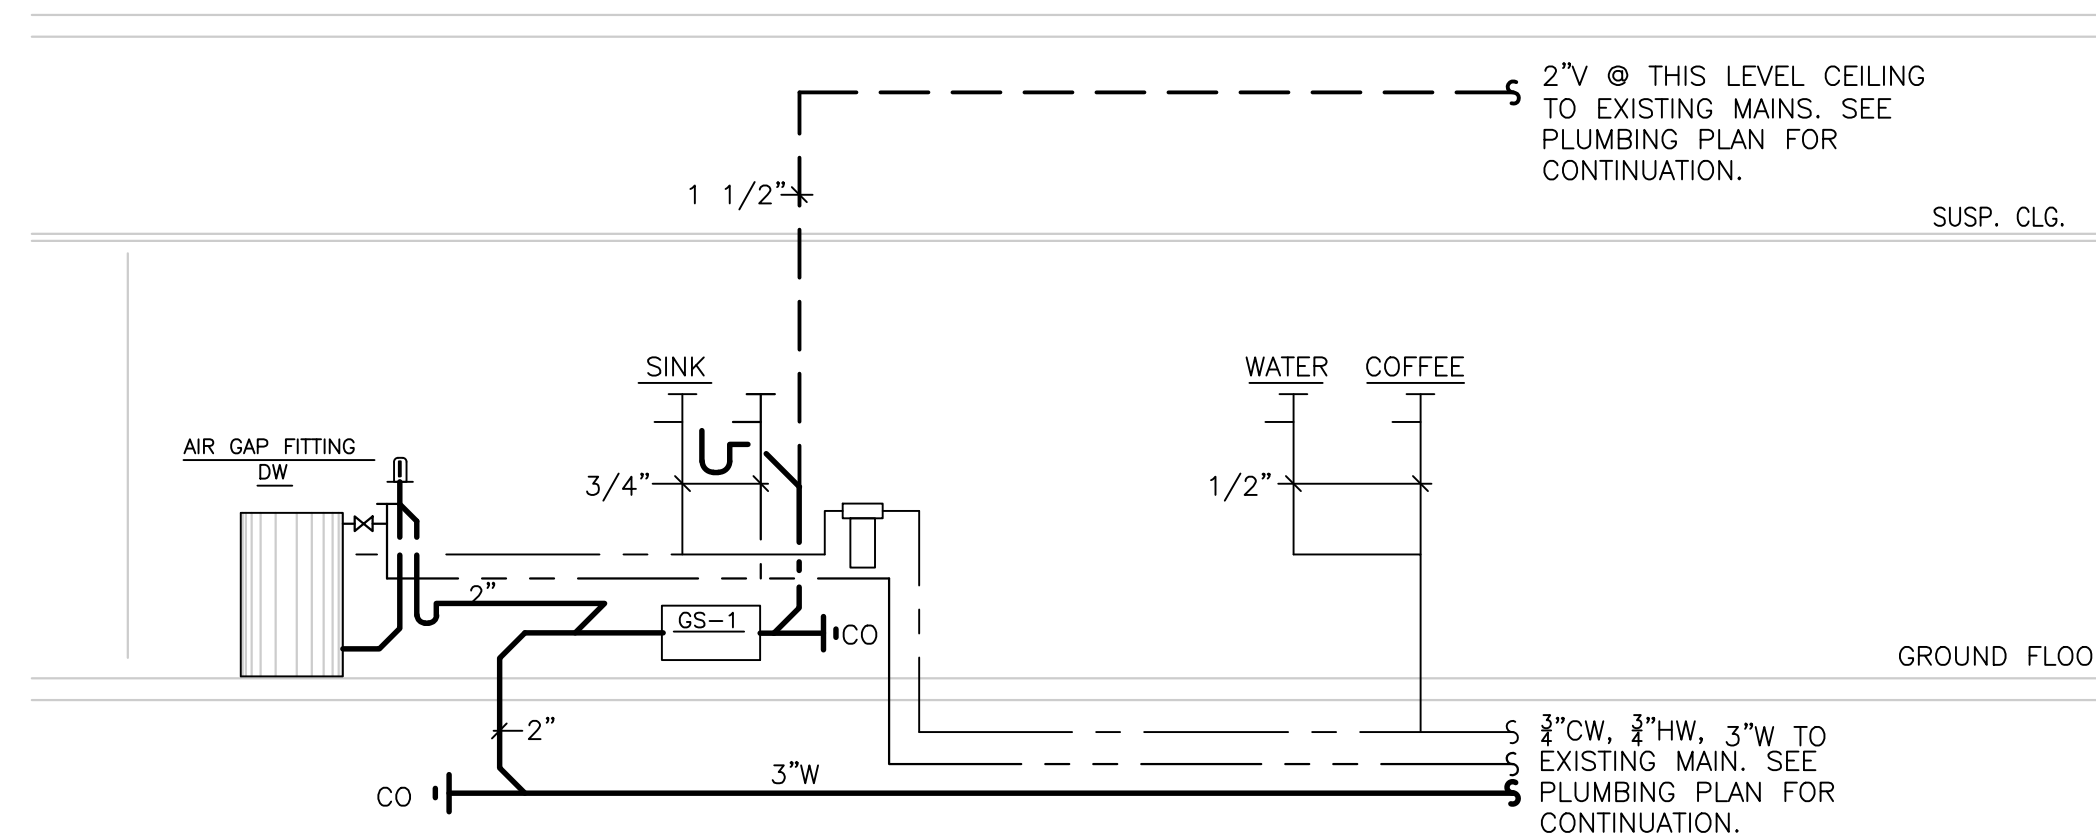 2"V @ THIS LEVEL CEILING
TO EXISTING MAINS. SEE
PLUMBING PLAN FOR
CONTINUATION.
1 1/2"
SUSP. CLG.
SINK
WATER
COFFEE
AIR GAP FITTING
DW
3/4"
1/2"
2"
GS-1
CO
GROUND FLOO
2"
3/4"CW, 3/4"HW, 3"W TO
EXISTING MAIN. SEE
PLUMBING PLAN FOR
CONTINUATION.
3"W
CO